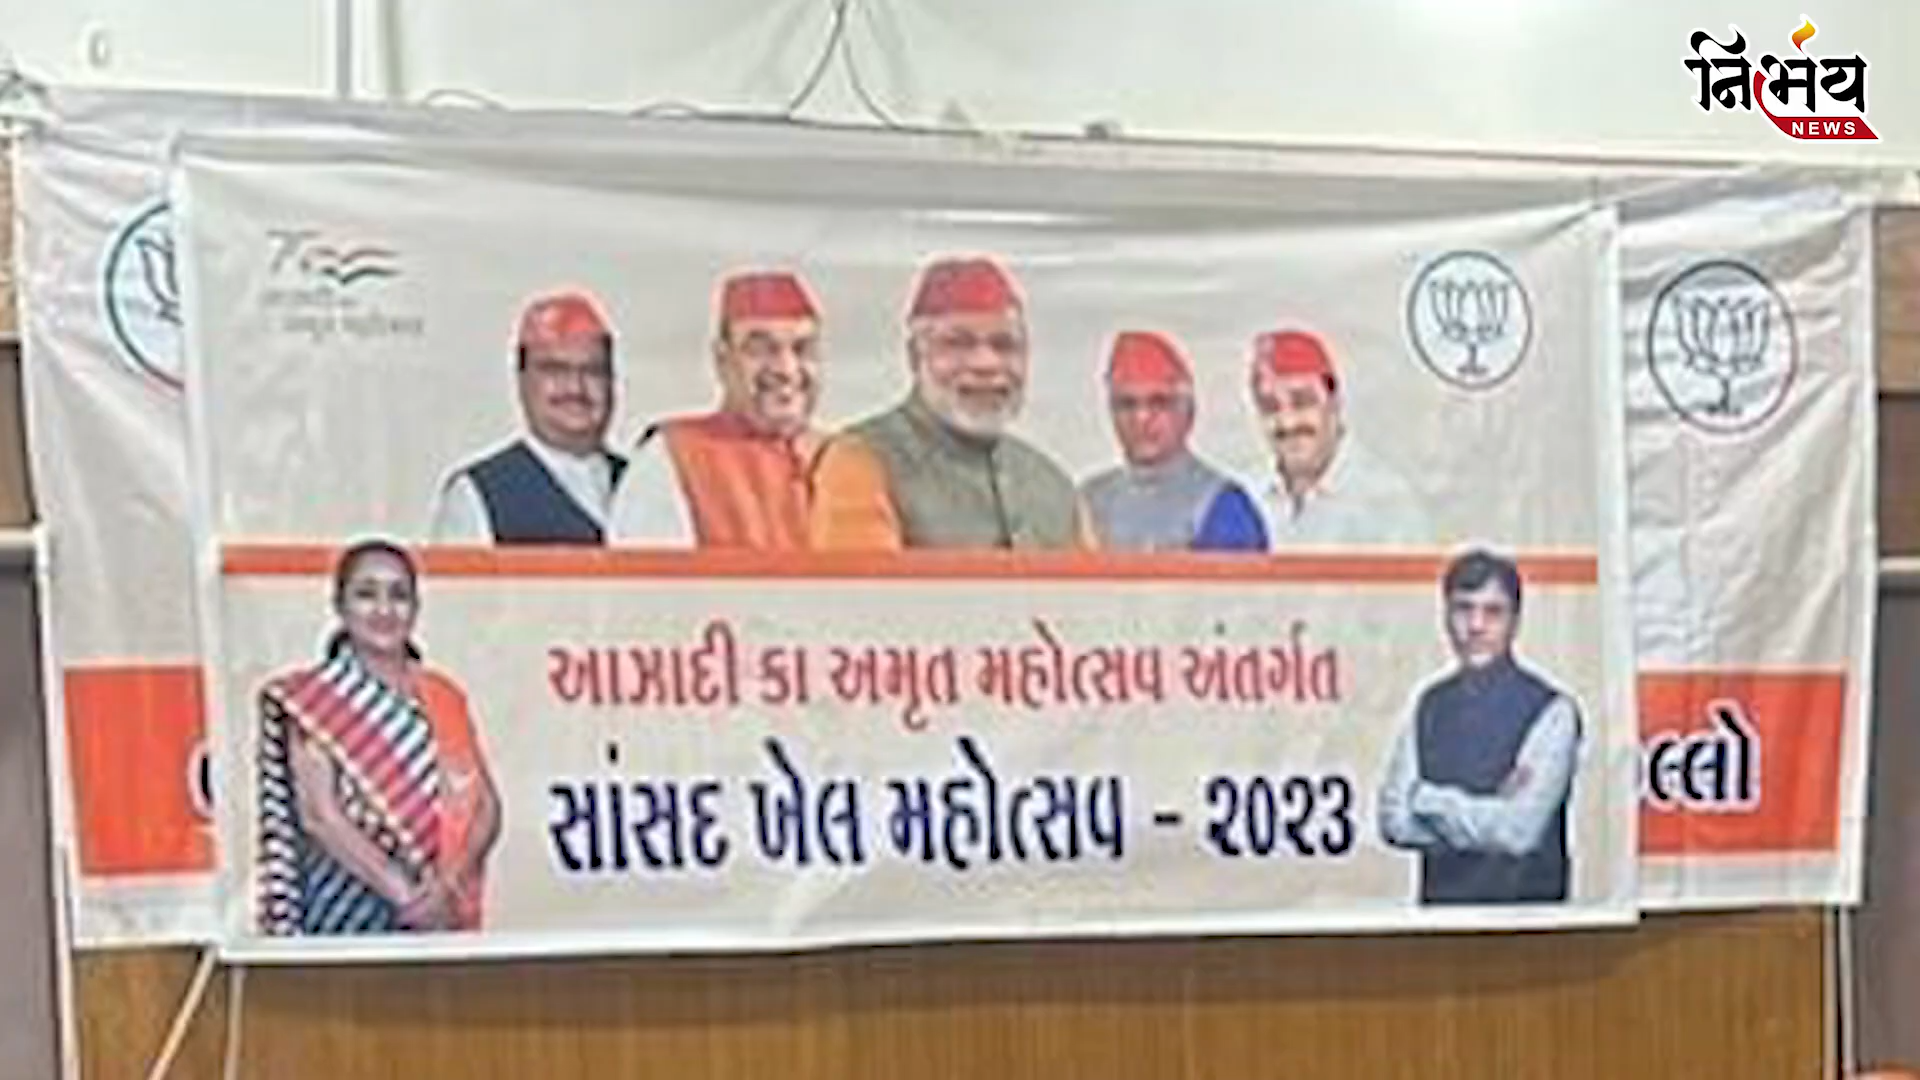 નિર્ભય
NEWS
આઝાદી કા અમૃત મહોત્સવ અંતર્ગત
સાંસદ ખેલ મહોત્સવ - ૨૦૨૩